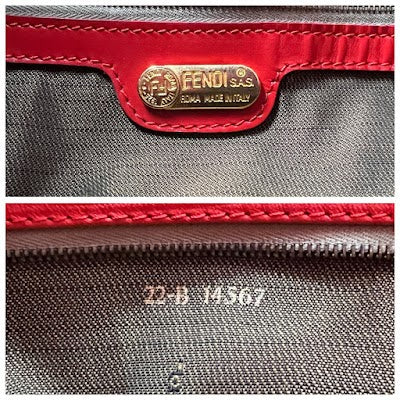 FENDI® S.A.S.
ROMA MADE IN ITALY
22-B 14567